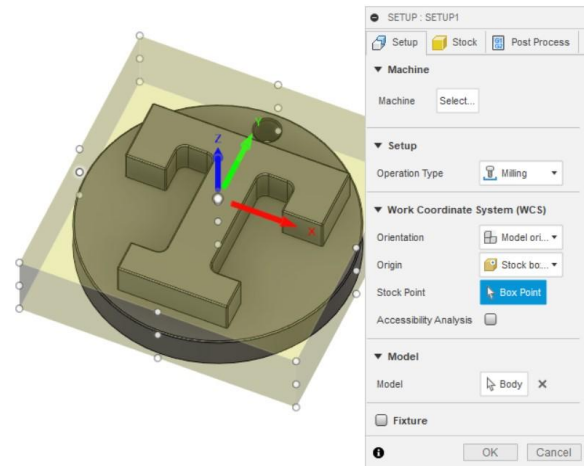 SETUP : SETUP1
Setup Stock Post Process
Machine
Machine Select...
Setup
Operation Type Milling
Work Coordinate System (WCS)
Orientation Model ori...
Origin Stock bo...
Stock Point Box Point
Accessibility Analysis
Model
Model Body
Fixture
OK Cancel
Z
Y
X